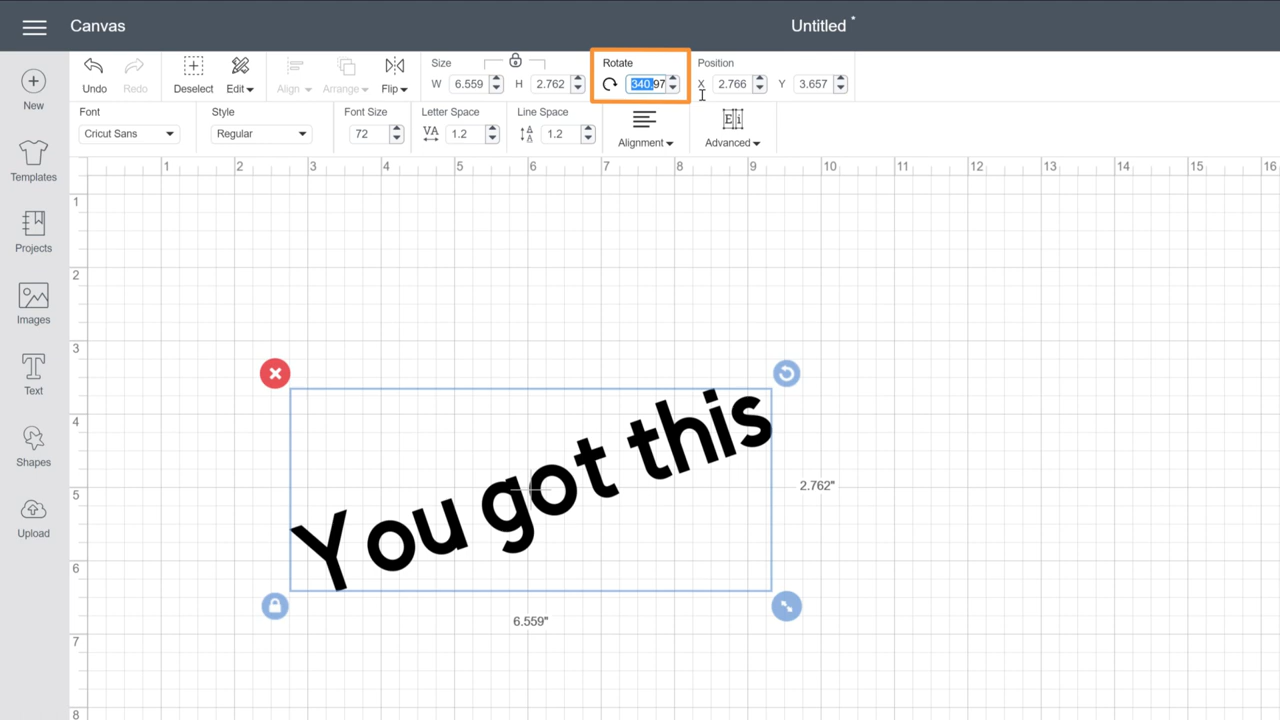 Canvas
Untitled *
New
Templates
Projects
Images
Text
Shapes
Upload
Undo
Redo
Deselect
Edit
Align
Arrange
Flip
Size
W 6.559
H 2.762
Rotate
340.97
Position
X 2.766
Y 3.657
Font
Cricut Sans
Style
Regular
Font Size
72
Letter Space
VA 1.2
Line Space
1.2
Alignment
Advanced
1 2 3 4 5 6 7 8 9 10 11 12 13 14 15 16
1
2
3
4
5
6
7
8
You got this
2.762"
6.559"